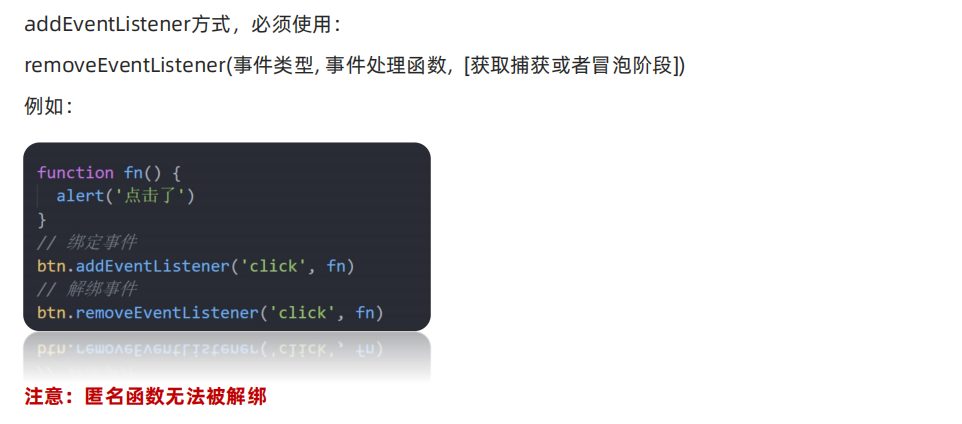 addEventListener方式，必须使用：
removeEventListener(事件类型, 事件处理函数, [获取捕获或者冒泡阶段])
例如：
function fn() {
  alert('点击了')
}
// 绑定事件
btn.addEventListener('click', fn)
// 解绑事件
btn.removeEventListener('click', fn)
注意：匿名函数无法被解绑